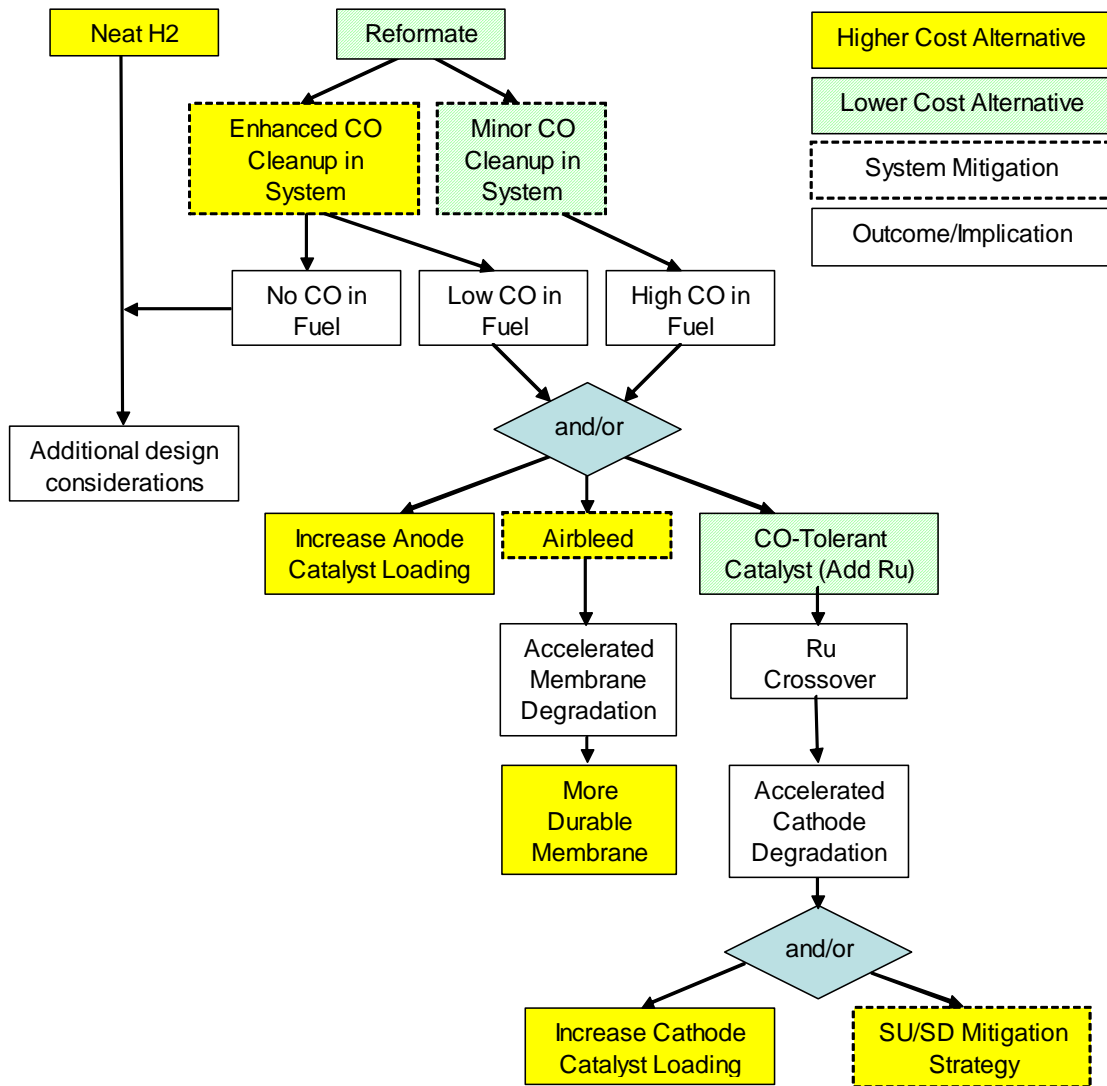 Neat H2
Reformate
Higher Cost Alternative
Lower Cost Alternative
System Mitigation
Outcome/Implication
Enhanced CO
Cleanup in
System
Minor CO
Cleanup in
System
No CO in
Fuel
Low CO in
Fuel
High CO in
Fuel
and/or
Additional design
considerations
Increase Anode
Catalyst Loading
Airbleed
CO-Tolerant
Catalyst (Add Ru)
Accelerated
Membrane
Degradation
Ru
Crossover
More
Durable
Membrane
Accelerated
Cathode
Degradation
and/or
Increase Cathode
Catalyst Loading
SU/SD Mitigation
Strategy